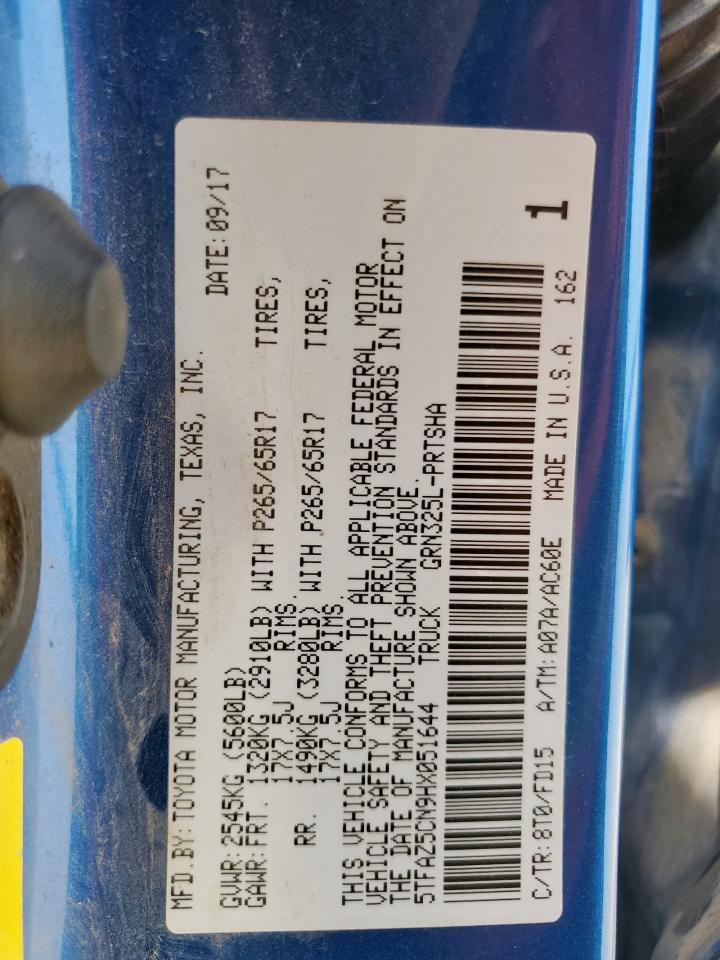 MFD.BY:TOYOTA MOTOR MANUFACTURING, TEXAS, INC.
DATE:09/17
GVWR:2545KG (5600LB)
GAWR:FRT. 1320KG (2910LB) WITH P265/65R17 TIRES,
17X7.5J RIMS.
RR. 1490KG (3280LB) WITH P265/65R17 TIRES,
17X7.5J RIMS.
THIS VEHICLE CONFORMS TO ALL APPLICABLE FEDERAL MOTOR
VEHICLE SAFETY AND THEFT PREVENTION STANDARDS IN EFFECT ON
THE DATE OF MANUFACTURE SHOWN ABOVE.
5TFAZ5CN9HX051644 TRUCK GRN325L-PRTSHA
1
C/TR:8T0/FD15 A/TM:A07A/AC60E MADE IN U.S.A. 162